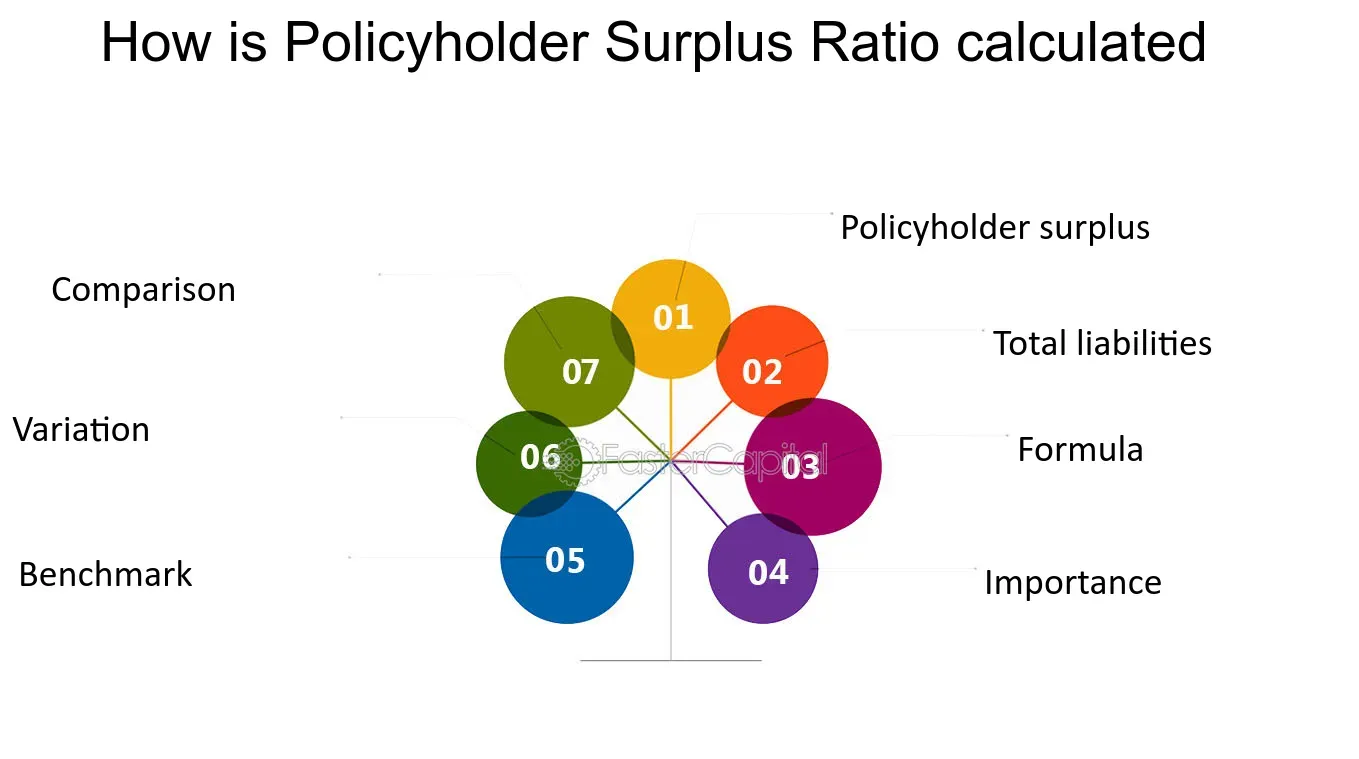 How is Policyholder Surplus Ratio calculated
01
Policyholder surplus
02
Total liabilities
03
Formula
04
Importance
05
Benchmark
06
Variation
07
Comparison
FasterCapital